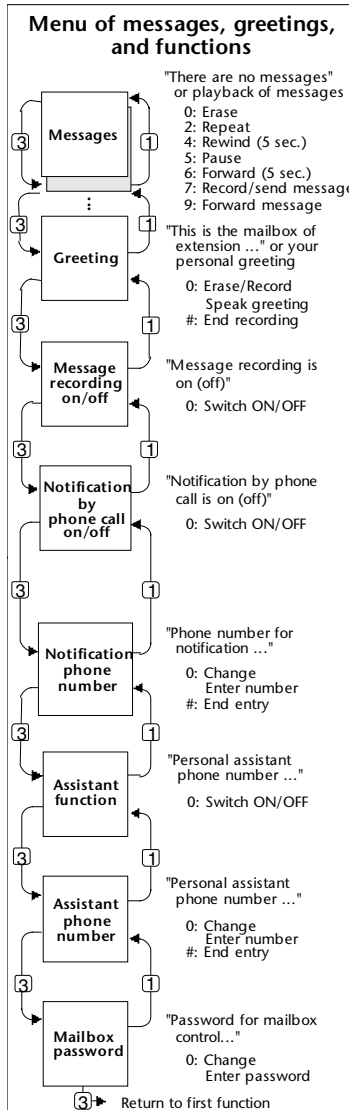 Menu of messages, greetings,
and functions
"There are no messages"
or playback of messages
0: Erase
2: Repeat
4: Rewind (5 sec.)
5: Pause
6: Forward (5 sec.)
7: Record/send message
9: Forward message
Messages
3
1
3
1
"This is the mailbox of
extension ..." or your
personal greeting
0: Erase/Record
Speak greeting
#: End recording
Greeting
3
1
"Message recording is
on (off)"
0: Switch ON/OFF
Message
recording
on/off
3
1
"Notification by phone
call is on (off)"
0: Switch ON/OFF
Notification
by
phone call
on/off
3
1
"Phone number for
notification ..."
0: Change
Enter number
#: End entry
Notification
phone
number
3
1
"Personal assistant
phone number ..."
0: Switch ON/OFF
Assistant
function
3
1
"Personal assistant
phone number ..."
0: Change
Enter number
#: End entry
Assistant
phone
number
3
1
"Password for mailbox
control..."
0: Change
Enter password
Mailbox
password
3 Return to first function